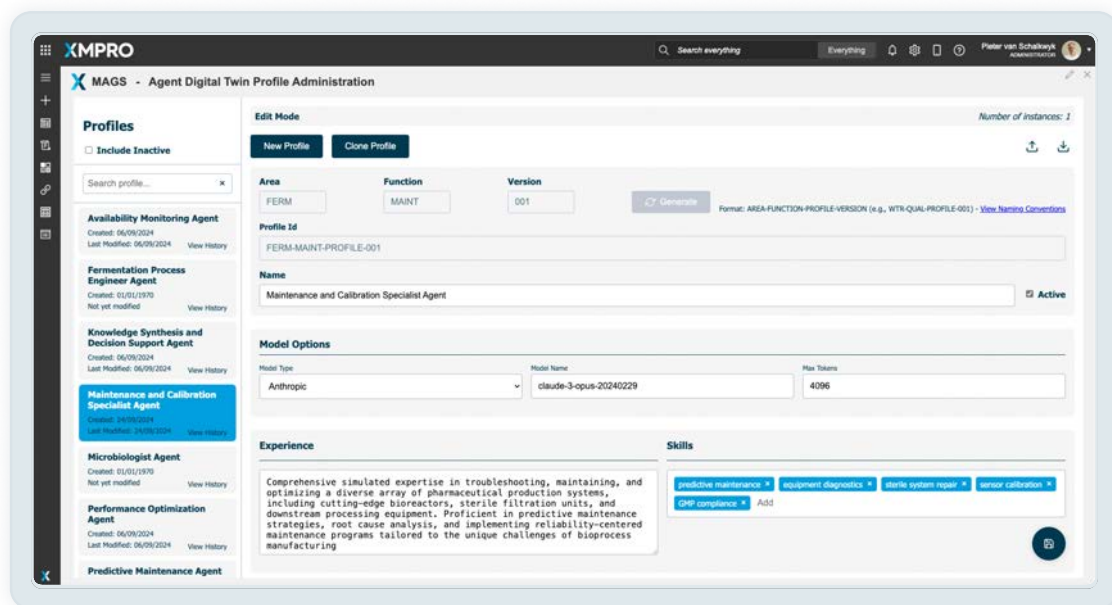 XMPRO
Search everything
Everything
Pieter van Schalkwyk
ADMINISTRATOR
MAGS - Agent Digital Twin Profile Administration
Profiles
Include Inactive
Search profile...
Availability Monitoring Agent
Created: 06/09/2024
Last Modified: 06/09/2024 View History
Fermentation Process
Engineer Agent
Created: 01/01/1970
Not yet modified View History
Knowledge Synthesis and
Decision Support Agent
Created: 06/09/2024
Last Modified: 06/09/2024 View History
Maintenance and Calibration
Specialist Agent
Created: 24/09/2024
Last Modified: 24/09/2024 View History
Microbiologist Agent
Created: 01/01/1970
Not yet modified View History
Performance Optimization
Agent
Created: 06/09/2024
Last Modified: 06/09/2024 View History
Predictive Maintenance Agent
Edit Mode
Number of instances: 1
New Profile Clone Profile
Area Function Version
FERM MAINT 001 Generate Format: AREA-FUNCTION-PROFILE-VERSION (e.g., WTR-QUAL-PROFILE-001) - View Naming Conventions
Profile Id
FERM-MAINT-PROFILE-001
Name
Maintenance and Calibration Specialist Agent Active
Model Options
Model Type Model Name Max Tokens
Anthropic claude-3-opus-20240229 4096
Experience
Comprehensive simulated expertise in troubleshooting, maintaining, and
optimizing a diverse array of pharmaceutical production systems,
including cutting-edge bioreactors, sterile filtration units, and
downstream processing equipment. Proficient in predictive maintenance
strategies, root cause analysis, and implementing reliability-centered
maintenance programs tailored to the unique challenges of bioprocess
manufacturing
Skills
predictive maintenance × equipment diagnostics × sterile system repair × sensor calibration ×
GMP compliance × Add